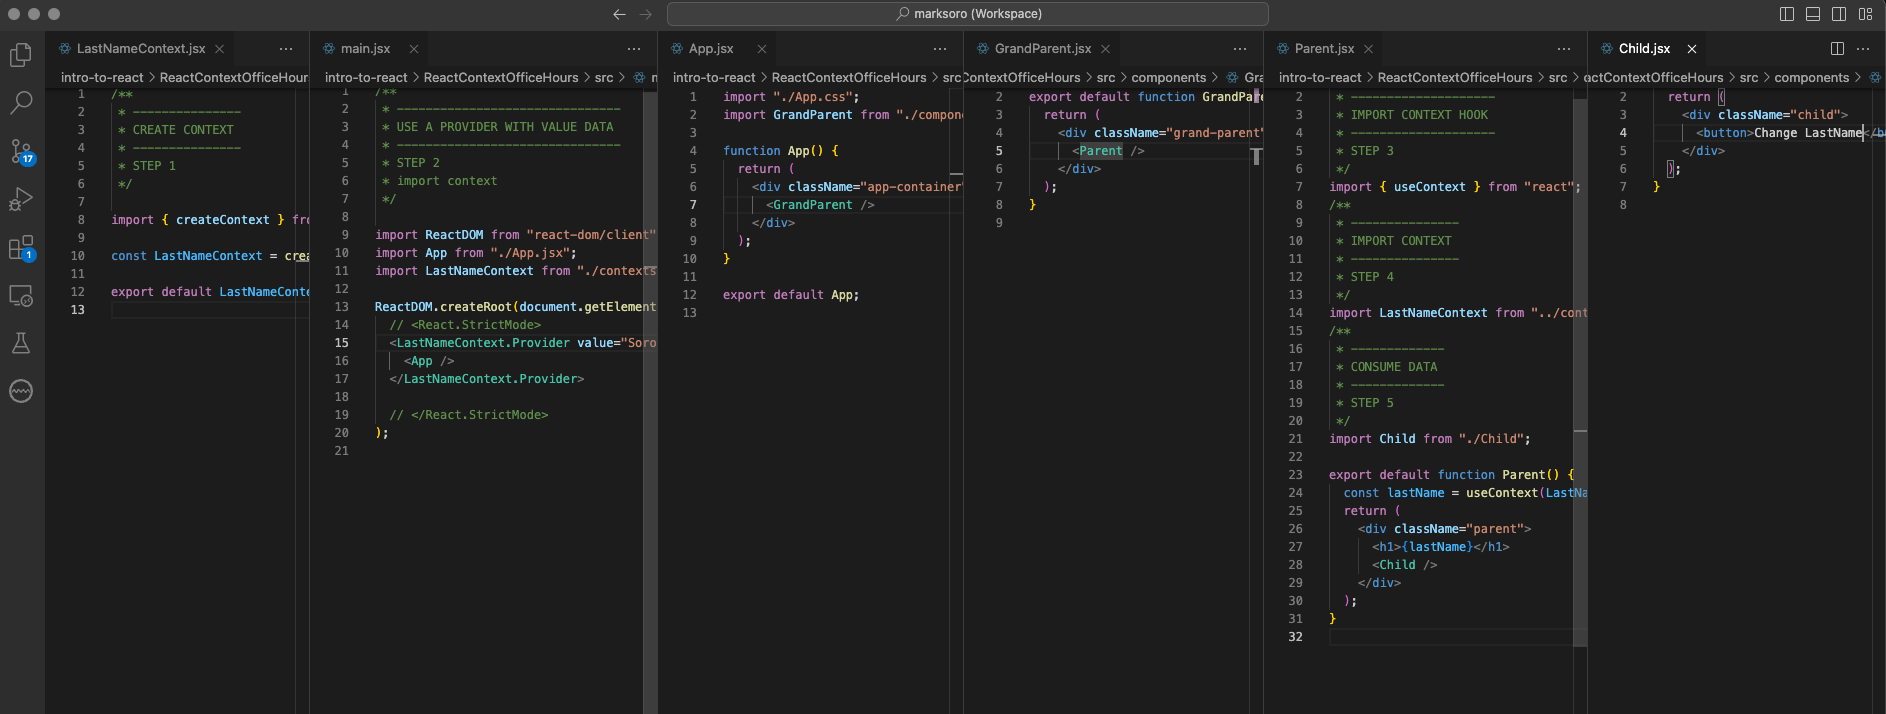 marksoro (Workspace)
17
1
LastNameContext.jsx
intro-to-react > ReactContextOfficeHour
1 /**
2 * ---------------
3 * CREATE CONTEXT
4 * ---------------
5 * STEP 1
6 */
7
8 import { createContext } fro
9
10 const LastNameContext = crea
11
12 export default LastNameConte
13
main.jsx
intro-to-react > ReactContextOfficeHours > src >
1 /**
2 * -------------------------------
3 * USE A PROVIDER WITH VALUE DATA
4 * -------------------------------
5 * STEP 2
6 * import context
7 */
8
9 import ReactDOM from "react-dom/client"
10 import App from "./App.jsx";
11 import LastNameContext from "./contexts
12
13 ReactDOM.createRoot(document.getElement
14 // <React.StrictMode>
15 <LastNameContext.Provider value="Soro
16 <App />
17 </LastNameContext.Provider>
18
19 // </React.StrictMode>
20 );
21
App.jsx
intro-to-react > ReactContextOfficeHours > src
1 import "./App.css";
2 import GrandParent from "./compon
3
4 function App() {
5 return (
6 <div className="app-container"
7 <GrandParent />
8 </div>
9 );
10 }
11
12 export default App;
13
GrandParent.jsx
ContextOfficeHours > src > components > Gr
2 export default function GrandPar
3 return (
4 <div className="grand-parent"
5 <Parent />
6 </div>
7 );
8 }
9
Parent.jsx
intro-to-react > ReactContextOfficeHours > src >
2 * --------------------
3 * IMPORT CONTEXT HOOK
4 * --------------------
5 * STEP 3
6 */
7 import { useContext } from "react";
8 /**
9 * ---------------
10 * IMPORT CONTEXT
11 * ---------------
12 * STEP 4
13 */
14 import LastNameContext from "../cont
15 /**
16 * -------------
17 * CONSUME DATA
18 * -------------
19 * STEP 5
20 */
21 import Child from "./Child";
22
23 export default function Parent() {
24 const lastName = useContext(LastNa
25 return (
26 <div className="parent">
27 <h1>{lastName}</h1>
28 <Child />
29 </div>
30 );
31 }
32
Child.jsx
actContextOfficeHours > src > components >
2 return (
3 <div className="child">
4 <button>Change LastName</b
5 </div>
6 );
7 }
8